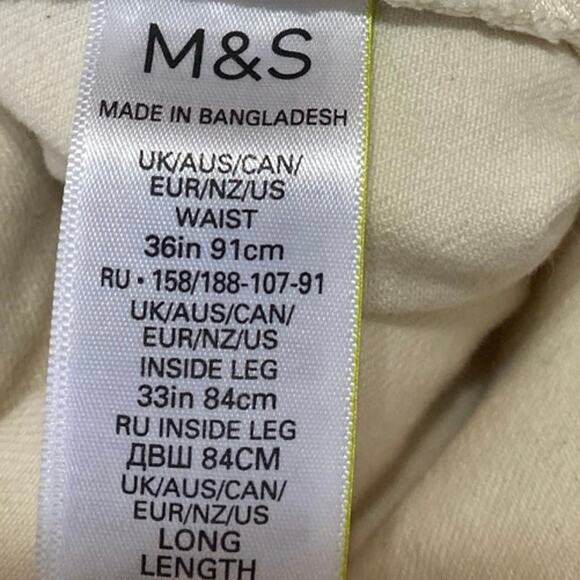 M&S
MADE IN BANGLADESH
UK/AUS/CAN/
EUR/NZ/US
WAIST
36in 91cm
RU • 158/188-107-91
UK/AUS/CAN/
EUR/NZ/US
INSIDE LEG
33in 84cm
RU INSIDE LEG
ДВШ 84CM
UK/AUS/CAN/
EUR/NZ/US
LONG
LENGTH